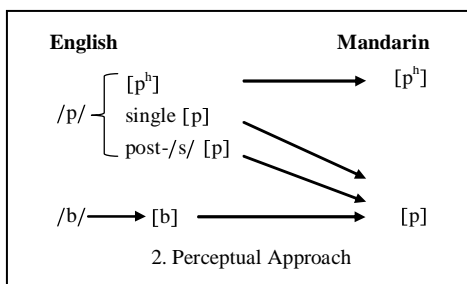 English Mandarin
[pʰ] [pʰ]
/p/ single [p]
post-/s/ [p]
/b/ [b] [p]
2. Perceptual Approach